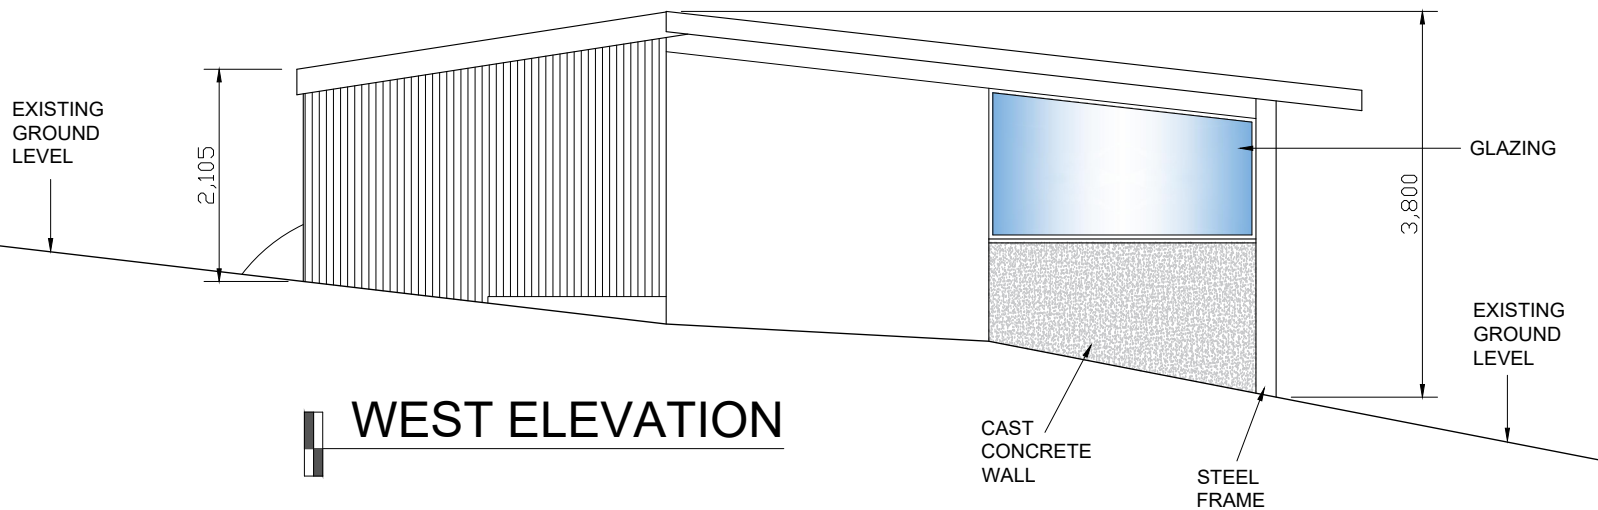 EXISTING
GROUND
LEVEL
2,105
GLAZING
3,800
EXISTING
GROUND
LEVEL
WEST ELEVATION
CAST
CONCRETE
WALL
STEEL
FRAME